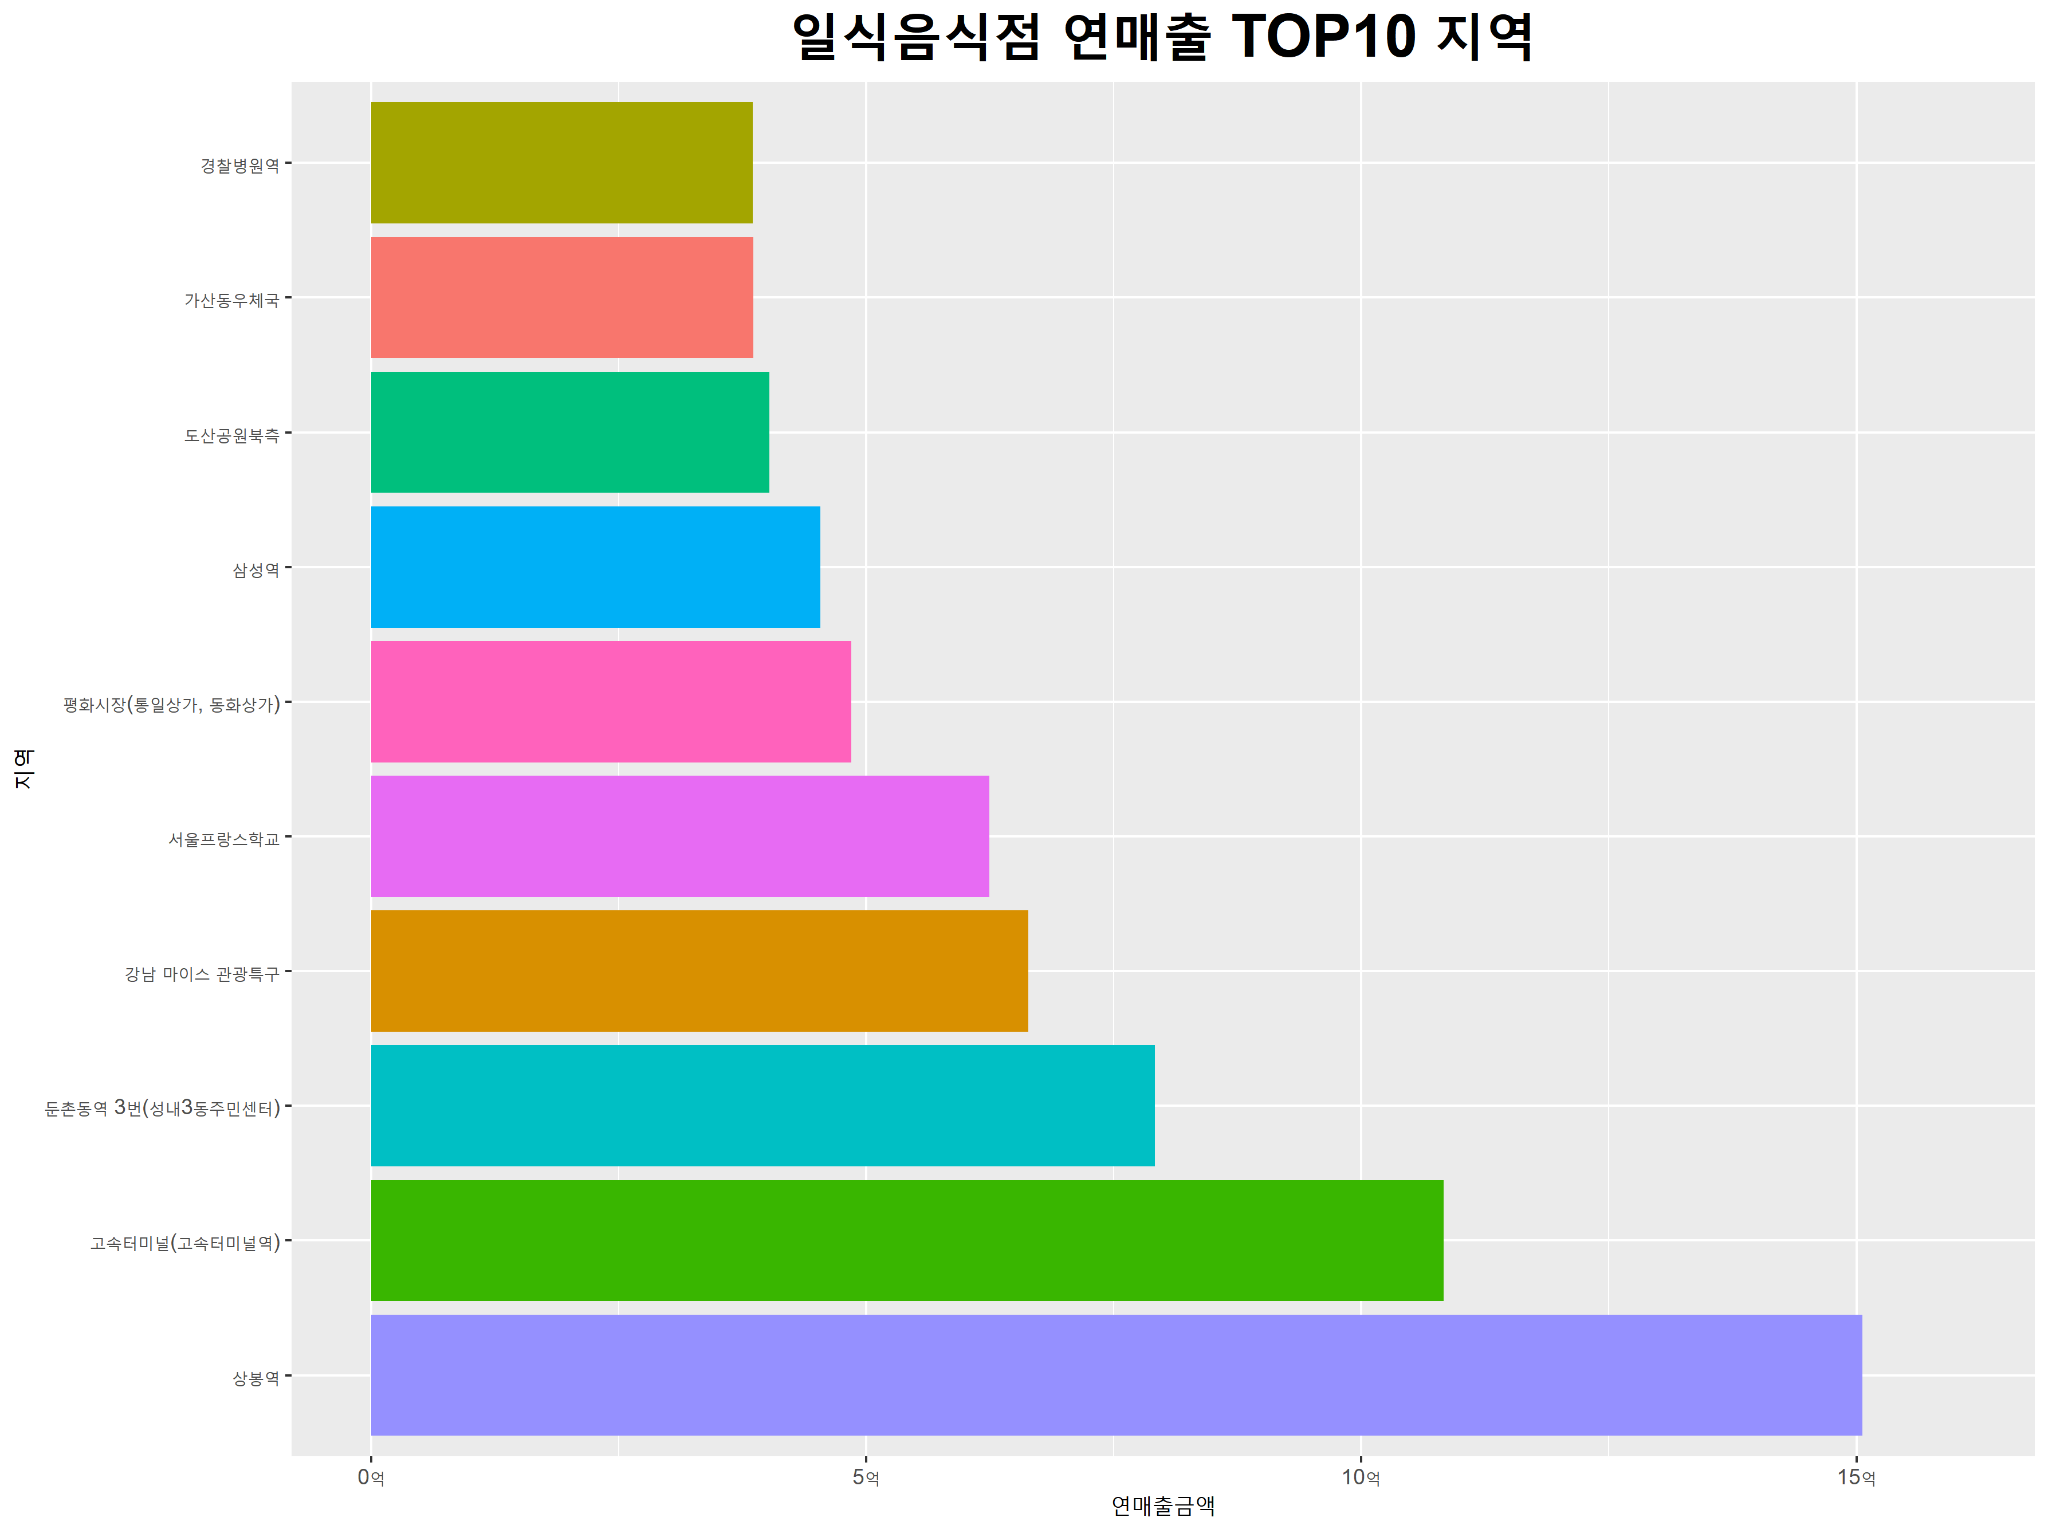 일식음식점 연매출 TOP10 지역
경찰병원역
가산동우체국
도산공원북측
삼성역
평화시장(통일상가, 동화상가)
서울프랑스학교
강남 마이스 관광특구
둔촌동역 3번(성내3동주민센터)
고속터미널(고속터미널역)
상봉역
지역
0억 5억 10억 15억
연매출금액